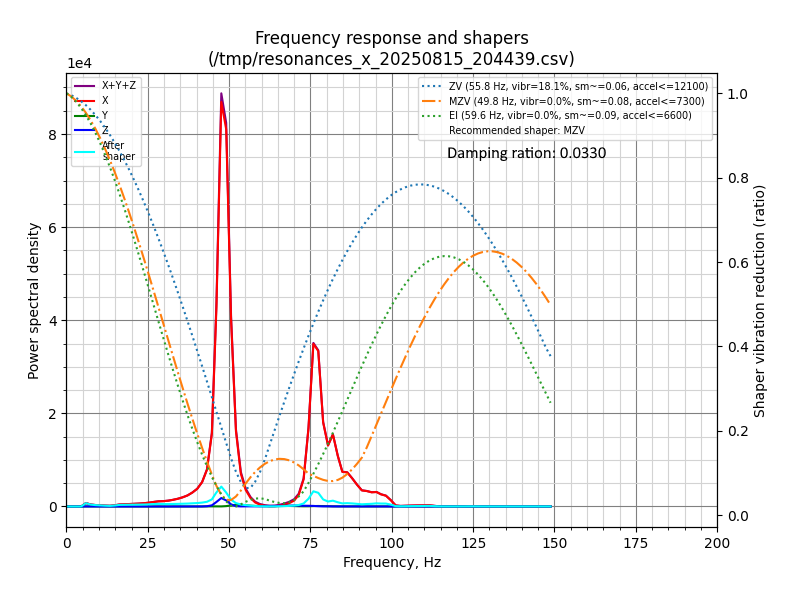 Frequency response and shapers
(/tmp/resonances_x_20250815_204439.csv)
1e4
X+Y+Z
X
Y
Z
After
shaper
ZV (55.8 Hz, vibr=18.1%, sm~=0.06, accel<=12100)
MZV (49.8 Hz, vibr=0.0%, sm~=0.08, accel<=7300)
EI (59.6 Hz, vibr=0.0%, sm~=0.09, accel<=6600)
Recommended shaper: MZV
Damping ration: 0.0330
Power spectral density
8
6
4
2
0
1.0
0.8
0.6
0.4
0.2
0.0
Shaper vibration reduction (ratio)
0 25 50 75 100 125 150 175 200
Frequency, Hz